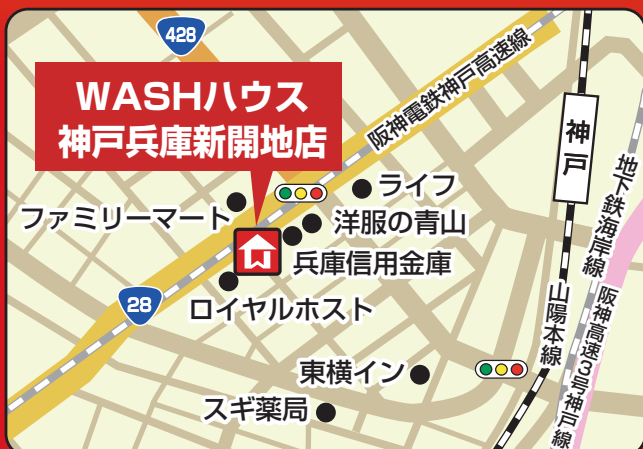 428
WASHハウス
神戸兵庫新開地店
阪神電鉄神戸高速線
神戸
ライフ
ファミリーマート
洋服の青山
兵庫信用金庫
地下鉄海岸線
28
ロイヤルホスト
山陽本線
阪神高速3号神戸線
東横イン
スギ薬局